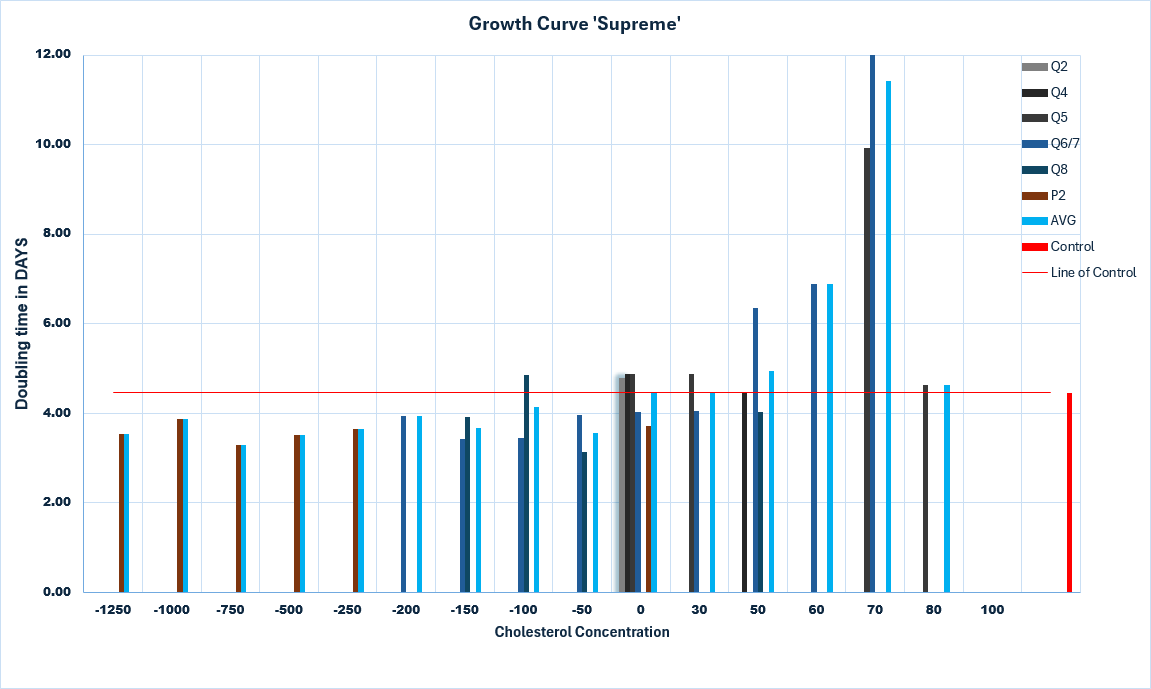 Growth Curve 'Supreme'
12.00
10.00
8.00
6.00
4.00
2.00
0.00
Doubling time in DAYS
-1250 -1000 -750 -500 -250 -200 -150 -100 -50 0 30 50 60 70 80 100
Cholesterol Concentration
Q2
Q4
Q5
Q6/7
Q8
P2
AVG
Control
Line of Control